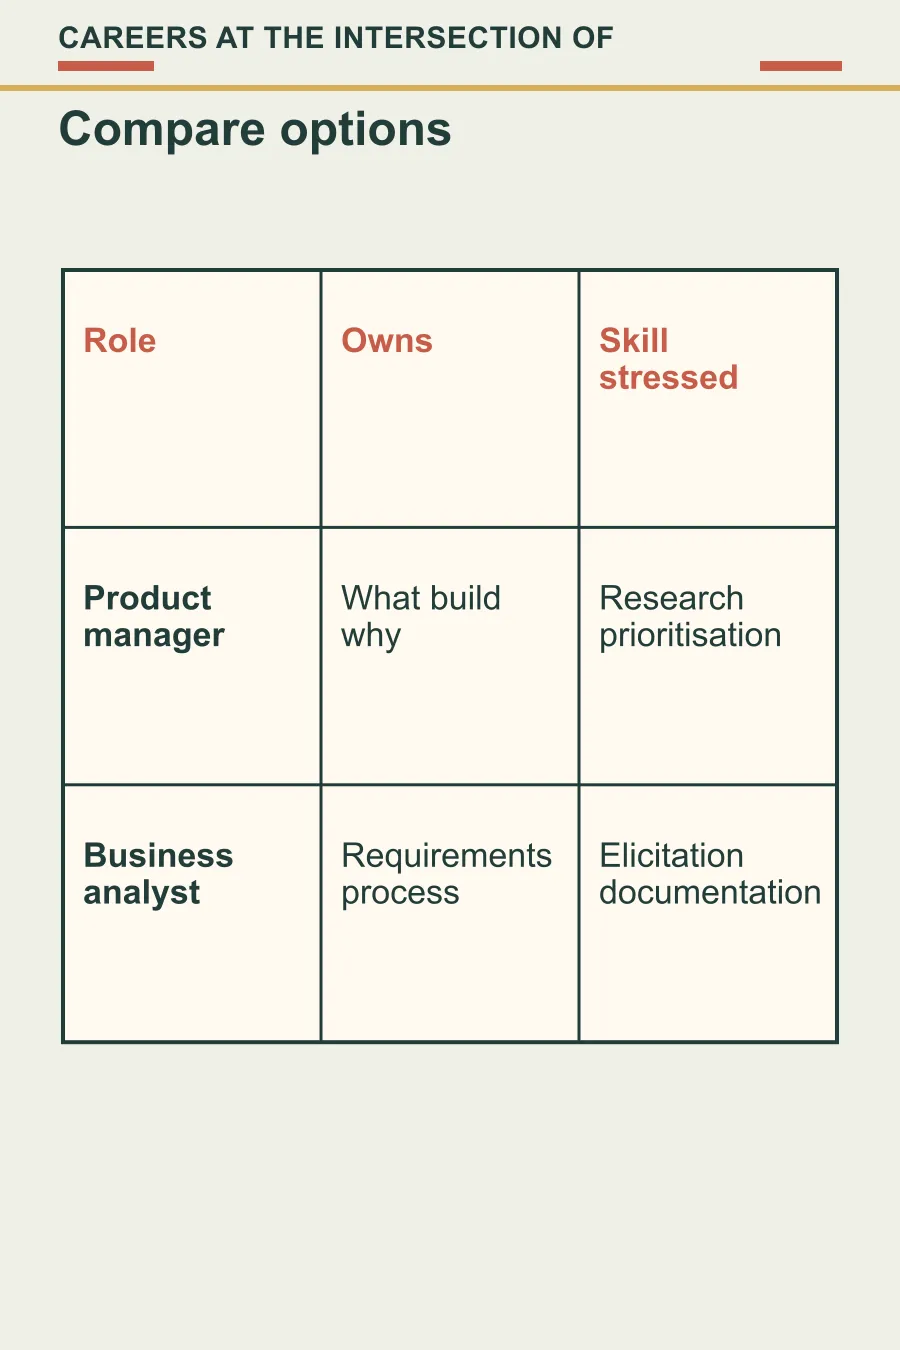 CAREERS AT THE INTERSECTION OF
Compare options
Role
Owns
Skill
stressed
Product
manager
What build
why
Research
prioritisation
Business
analyst
Requirements
process
Elicitation
documentation